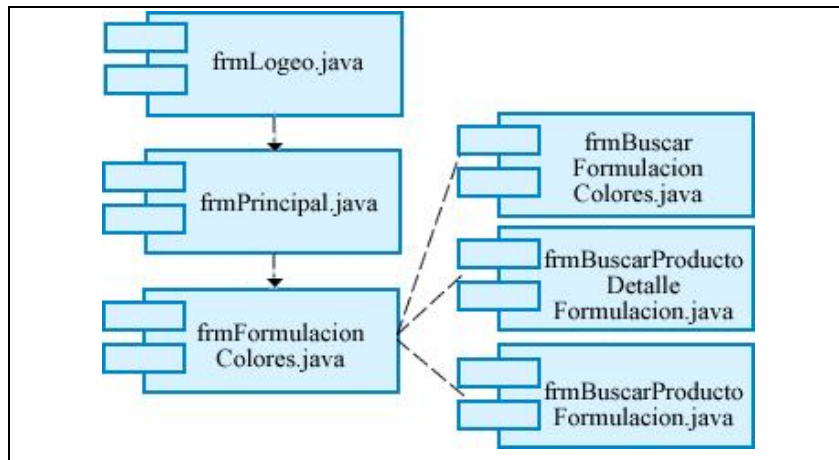 frmLogeo.java
frmPrincipal.java
frmFormulacion
Colores.java
frmBuscar
Formulacion
Colores.java
frmBuscarProducto
Detalle
Formulacion.java
frmBuscarProducto
Formulacion.java